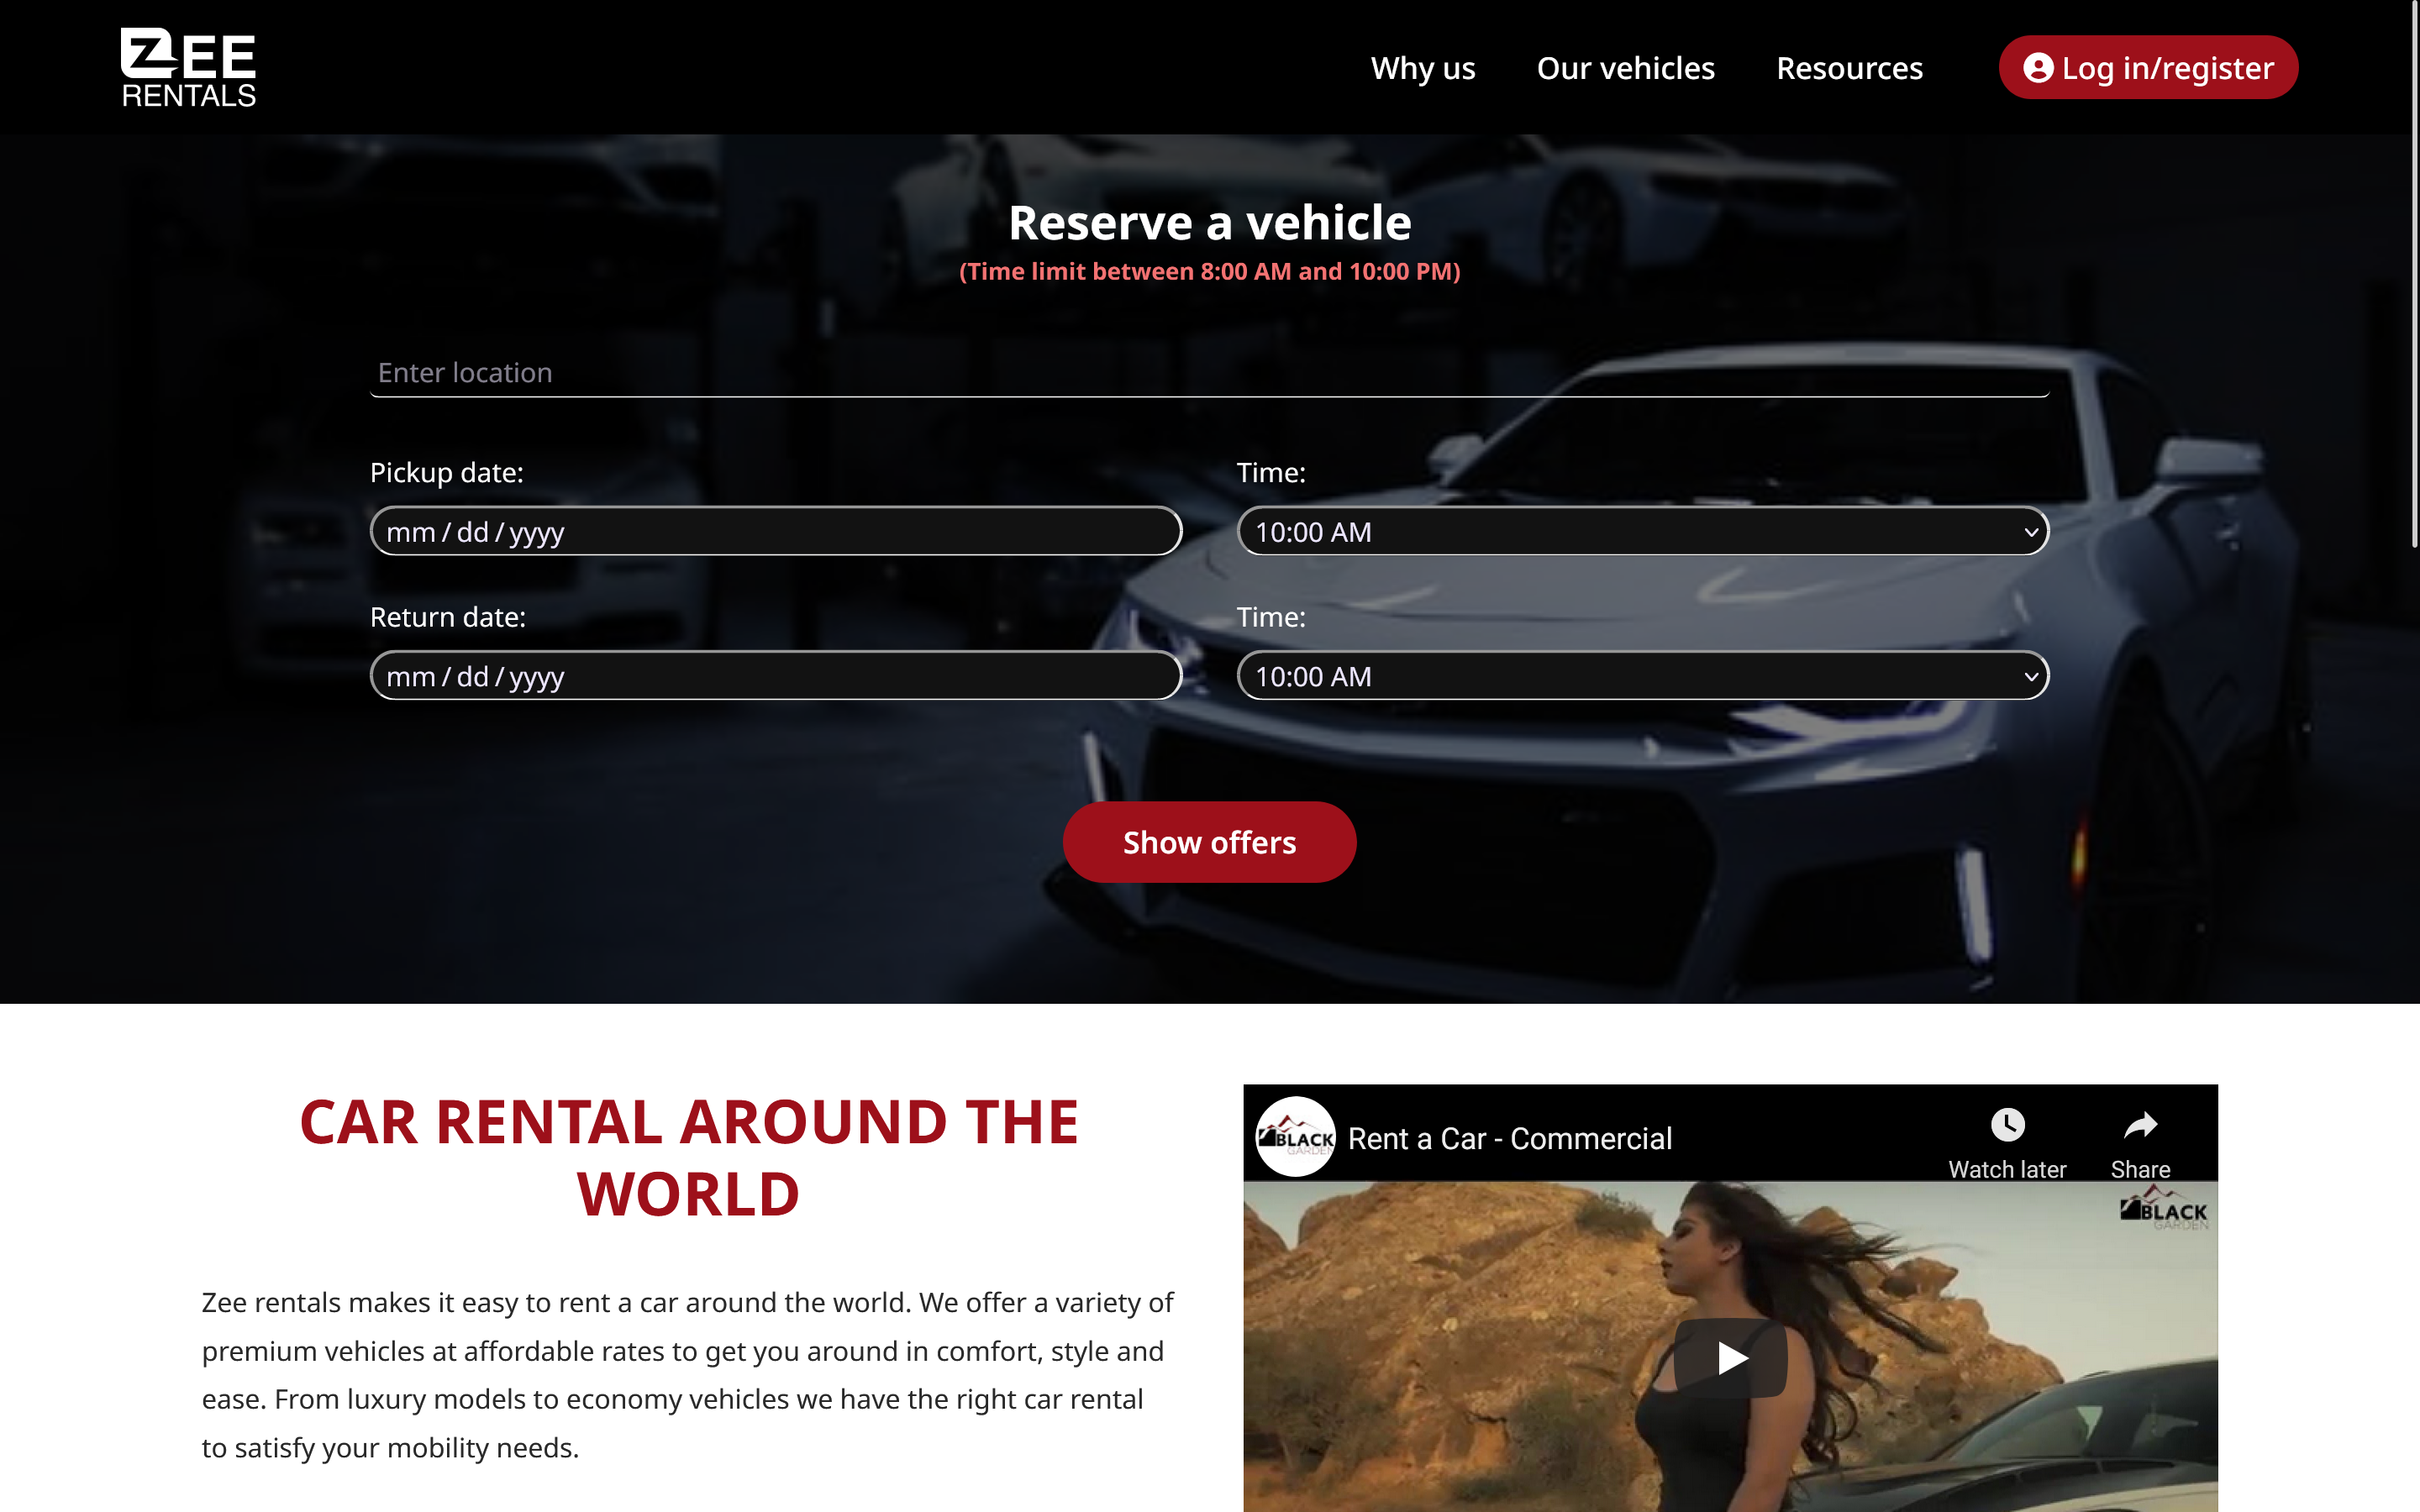 ZEE
RENTALS
Why us
Our vehicles
Resources
Log in/register
Reserve a vehicle
(Time limit between 8:00 AM and 10:00 PM)
Enter location
Pickup date:
Time:
mm / dd / yyyy
10:00 AM
Return date:
Time:
mm / dd / yyyy
10:00 AM
Show offers
CAR RENTAL AROUND THE
WORLD
Zee rentals makes it easy to rent a car around the world. We offer a variety of
premium vehicles at affordable rates to get you around in comfort, style and
ease. From luxury models to economy vehicles we have the right car rental
to satisfy your mobility needs.
BLACK
GARDEN
Rent a Car - Commercial
Watch later
Share
BLACK
GARDEN